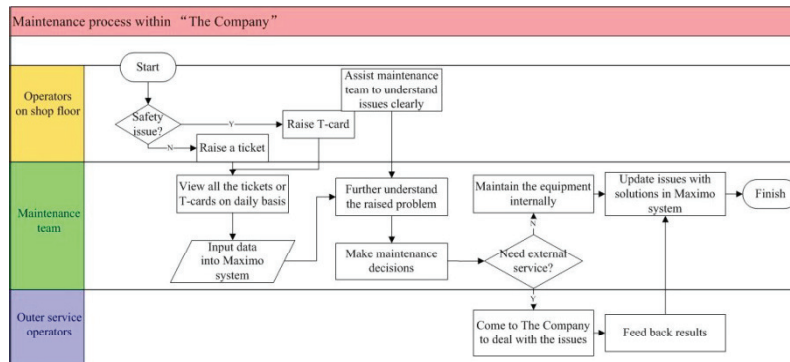 Maintenance process within “The Company”
Operators
on shop floor
Start
Safety
issue?
Y
N
Raise a ticket
Raise T-card
Assist maintenance
team to understand
issues clearly
Maintenance
team
View all the tickets or
T-cards on daily basis
Input data
into Maximo
system
Further understand
the raised problem
Make maintenance
decisions
Need external
service?
N
Y
Maintain the equipment
internally
Update issues with
solutions in Maximo
system
Finish
Outer service
operators
Come to The Company
to deal with the issues
Feed back results